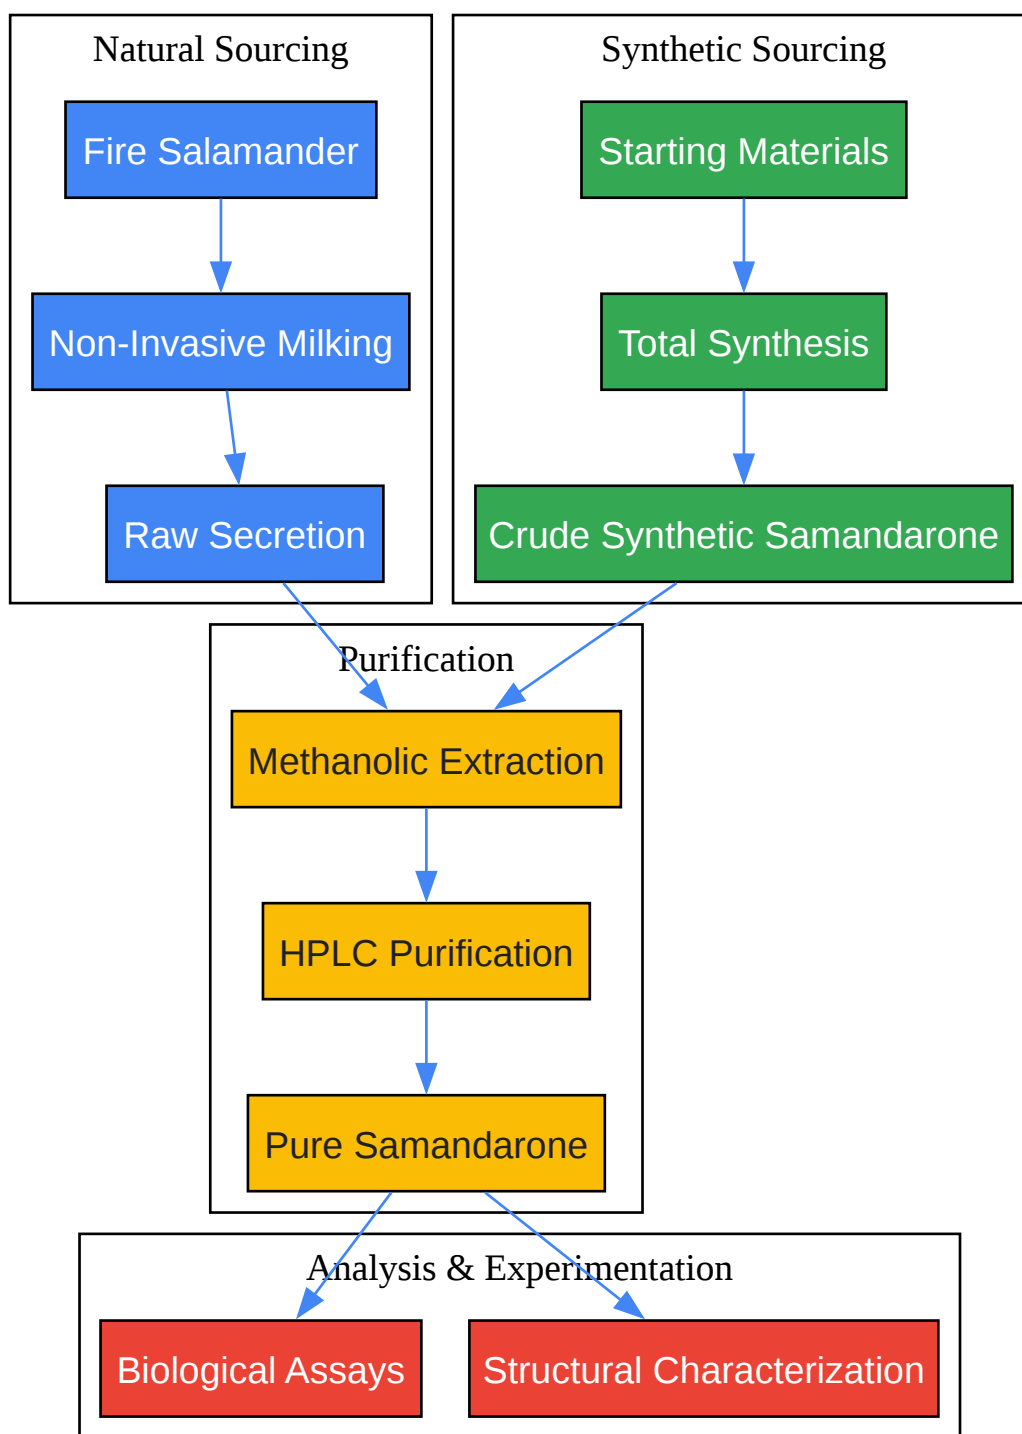 Natural Sourcing
Synthetic Sourcing
Fire Salamander
Starting Materials
Non-Invasive Milking
Total Synthesis
Raw Secretion
Crude Synthetic Samandarone
Purification
Methanolic Extraction
HPLC Purification
Pure Samandarone
Analysis & Experimentation
Biological Assays
Structural Characterization